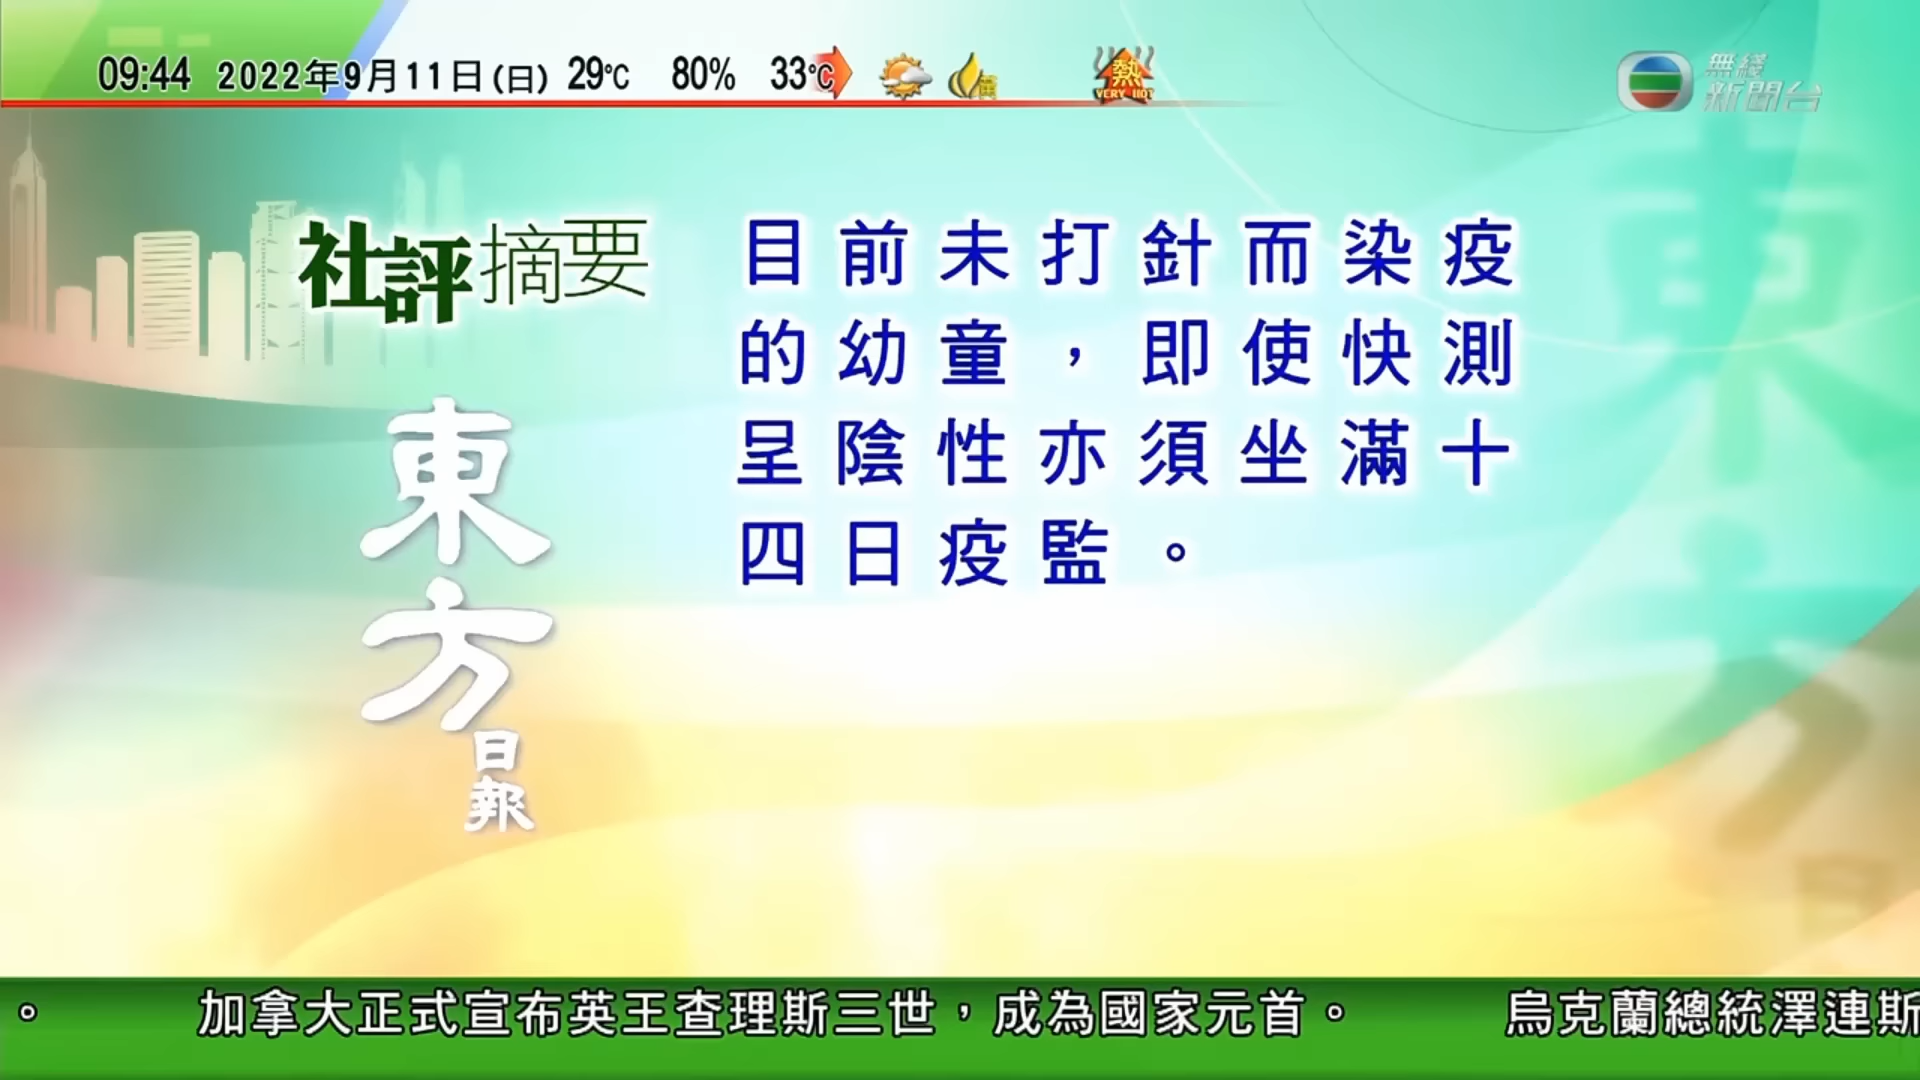 09:44 2022年9月11日(日) 29℃ 80% 33℃
黃
熱
VERY HOT
無綫
新聞台
社評摘要
東方
日報
目前未打針而染疫
的幼童，即使快測
呈陰性亦須坐滿十
四日疫監。
。 加拿大正式宣布英王查理斯三世，成為國家元首。 烏克蘭總統澤連斯